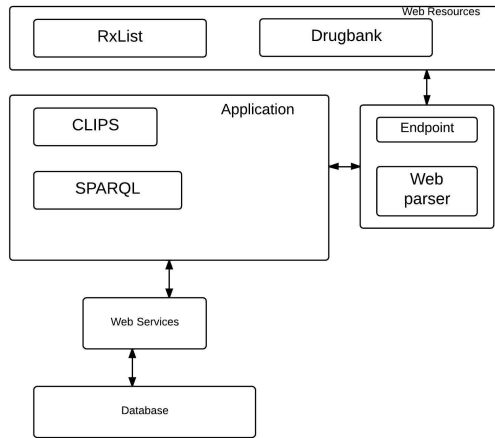 Web Resources
RxList
Drugbank
Application
CLIPS
SPARQL
Endpoint
Web
parser
Web Services
Database